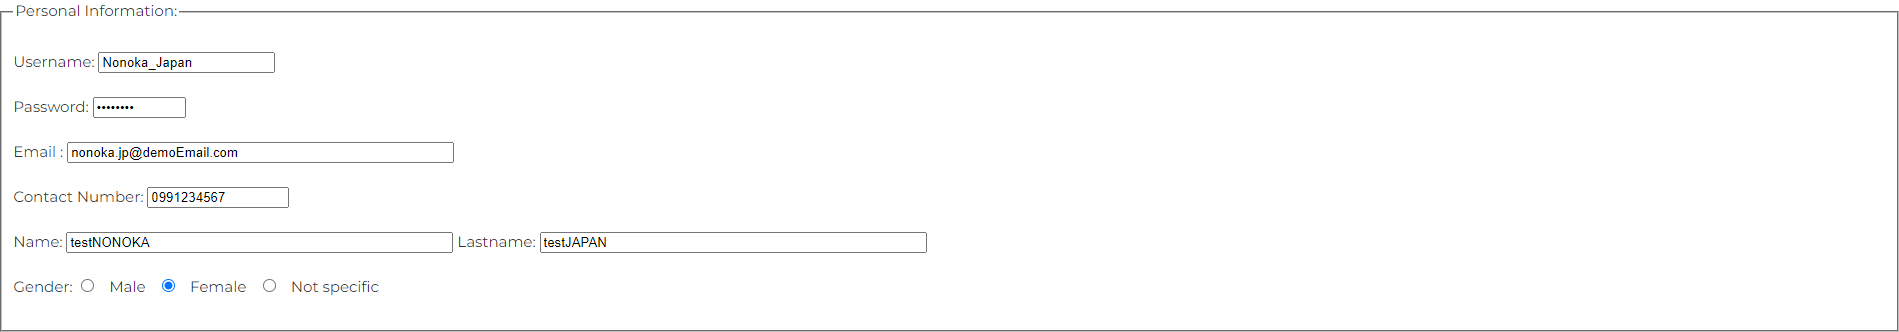 Personal Information:
Username: Nonoka_Japan
Password: ••••••••
Email : nonoka.jp@demoEmail.com
Contact Number: 0991234567
Name: testNONOKA Lastname: testJAPAN
Gender: Male Female Not specific